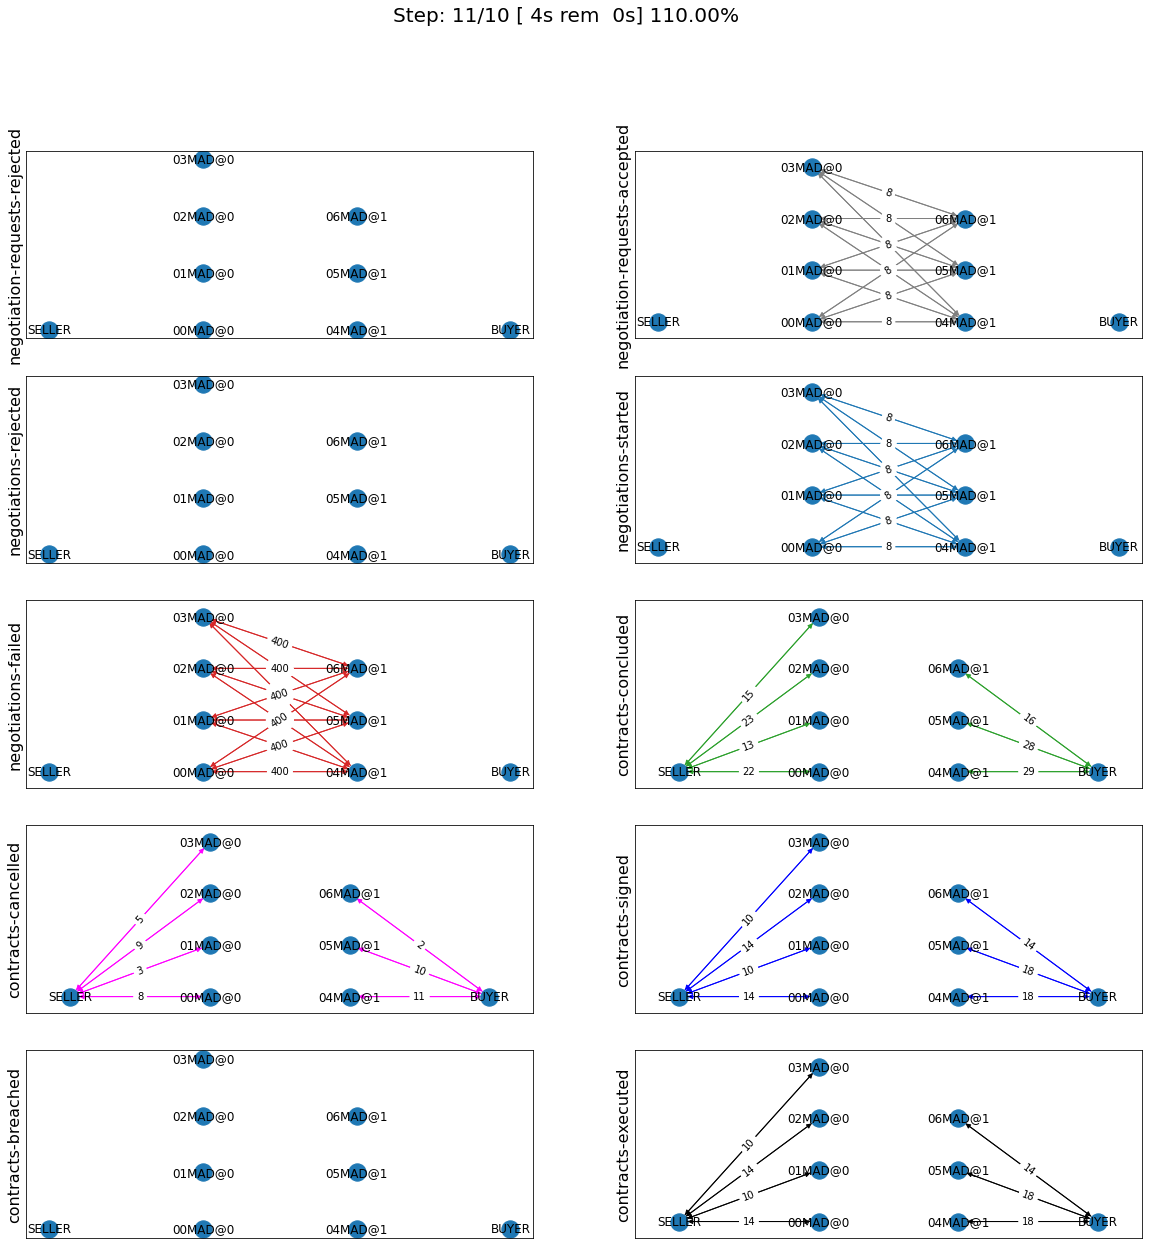 Step: 11/10 [ 4s rem  0s] 110.00%
negotiation-requests-rejected
03MAD@0
02MAD@0
06MAD@1
01MAD@0
05MAD@1
SELLER
00MAD@0
04MAD@1
BUYER
negotiation-requests-accepted
03MAD@0
8
02MAD@0
8
06MAD@1
8
01MAD@0
8
05MAD@1
8
SELLER
00MAD@0
8
04MAD@1
BUYER
negotiations-rejected
03MAD@0
02MAD@0
06MAD@1
01MAD@0
05MAD@1
SELLER
00MAD@0
04MAD@1
BUYER
negotiations-started
03MAD@0
8
02MAD@0
8
06MAD@1
8
01MAD@0
8
05MAD@1
8
SELLER
00MAD@0
8
04MAD@1
BUYER
negotiations-failed
03MAD@0
400
02MAD@0
400
06MAD@1
400
01MAD@0
400
05MAD@1
400
SELLER
00MAD@0
400
04MAD@1
BUYER
contracts-concluded
03MAD@0
02MAD@0
06MAD@1
15
23
01MAD@0
05MAD@1
16
13
28
SELLER
22
00MAD@0
04MAD@1
29
BUYER
contracts-cancelled
03MAD@0
02MAD@0
06MAD@1
5
9
01MAD@0
05MAD@1
2
3
10
SELLER
8
00MAD@0
04MAD@1
11
BUYER
contracts-signed
03MAD@0
02MAD@0
06MAD@1
10
14
01MAD@0
05MAD@1
14
10
18
SELLER
14
00MAD@0
04MAD@1
18
BUYER
contracts-breached
03MAD@0
02MAD@0
06MAD@1
01MAD@0
05MAD@1
SELLER
00MAD@0
04MAD@1
BUYER
contracts-executed
03MAD@0
02MAD@0
06MAD@1
10
14
01MAD@0
05MAD@1
14
10
18
SELLER
14
00MAD@0
04MAD@1
18
BUYER